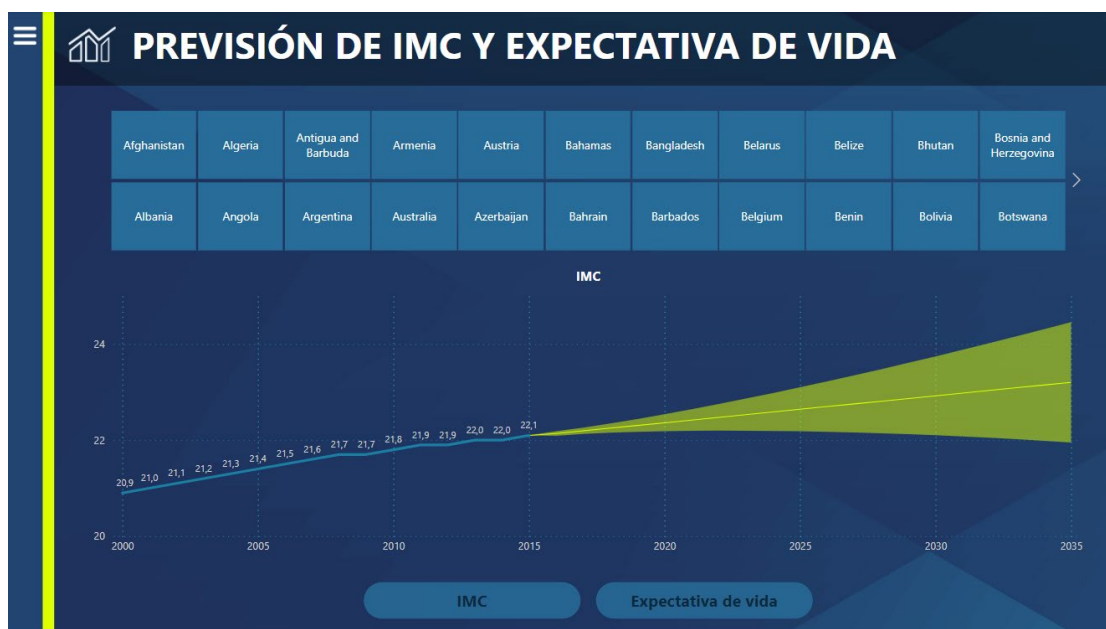 PREVISIÓN DE IMC Y EXPECTATIVA DE VIDA
Afghanistan
Algeria
Antigua and
Barbuda
Armenia
Austria
Bahamas
Bangladesh
Belarus
Belize
Bhutan
Bosnia and
Herzegovina
Albania
Angola
Argentina
Australia
Azerbaijan
Bahrain
Barbados
Belgium
Benin
Bolivia
Botswana
IMC
24
22
20
20,9
21,0
21,1
21,2
21,3
21,4
21,5
21,6
21,7
21,7
21,8
21,9
21,9
22,0
22,0
22,1
2000
2005
2010
2015
2020
2025
2030
2035
IMC
Expectativa de vida